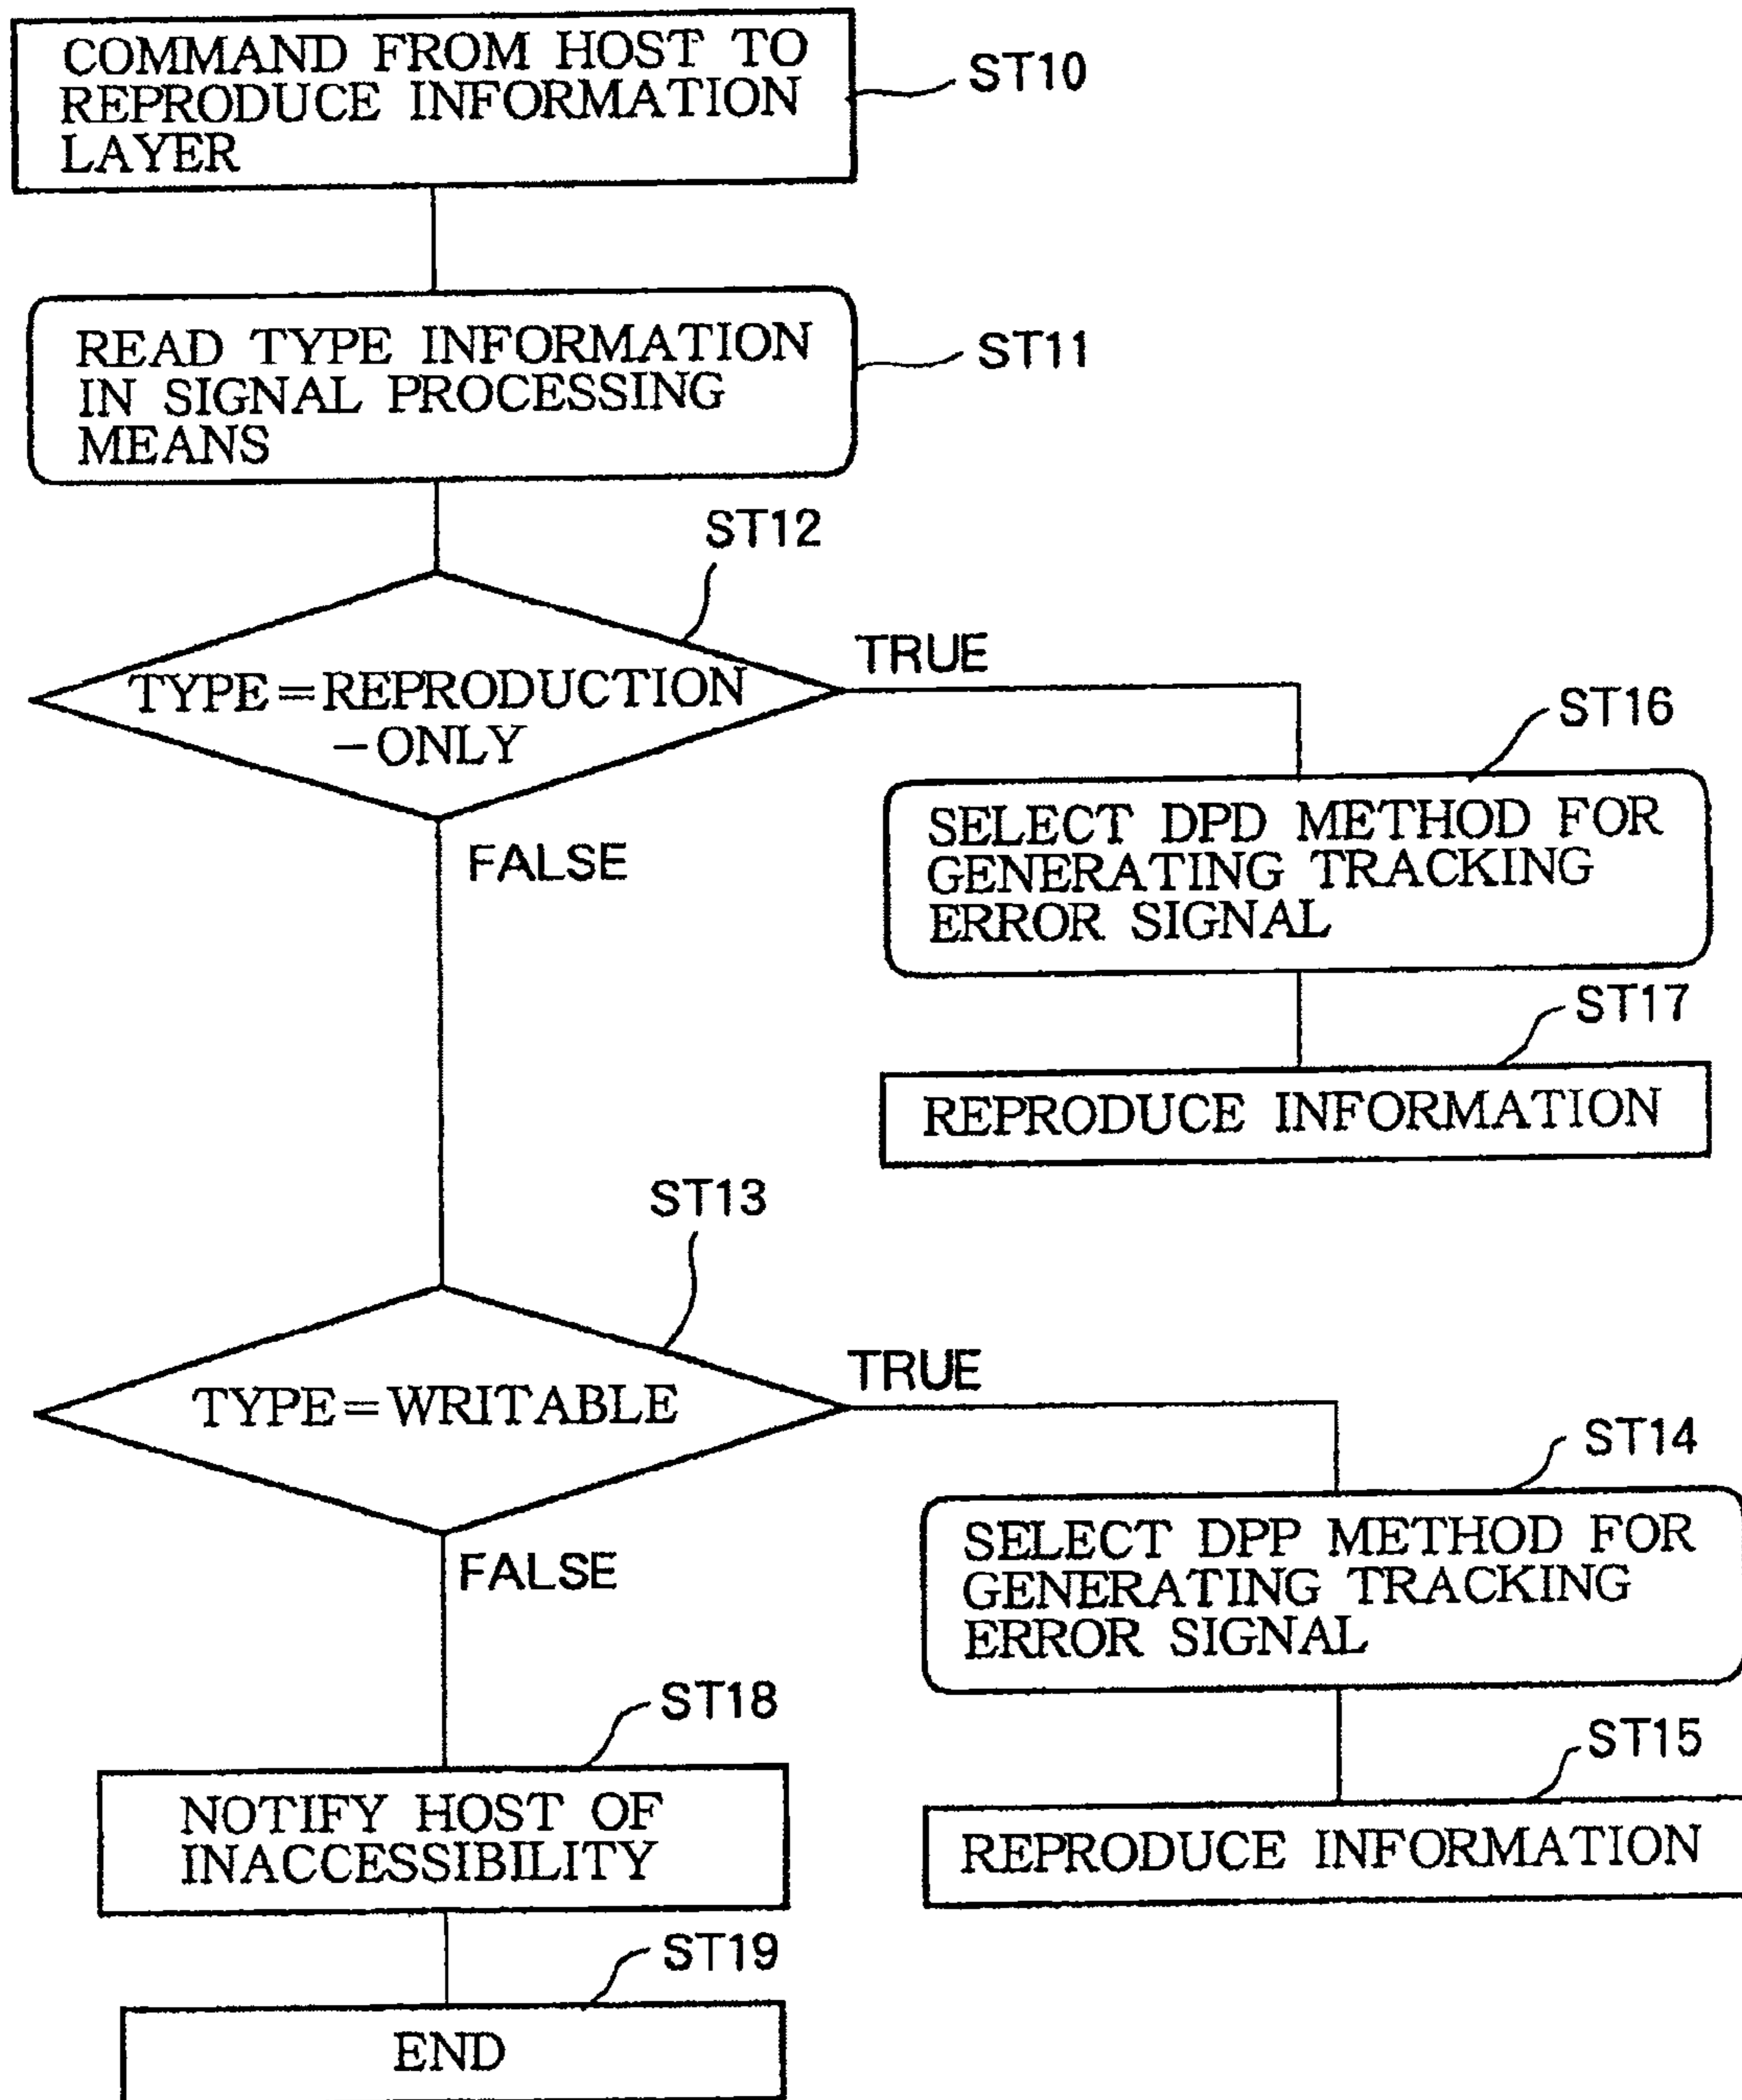 COMMAND FROM HOST TO
REPRODUCE INFORMATION
LAYER
ST10
READ TYPE INFORMATION
IN SIGNAL PROCESSING
MEANS
ST11
ST12
TYPE=REPRODUCTION
-ONLY
TRUE
FALSE
ST16
SELECT DPD METHOD FOR
GENERATING TRACKING
ERROR SIGNAL
ST17
REPRODUCE INFORMATION
ST13
TYPE=WRITABLE
TRUE
FALSE
ST14
SELECT DPP METHOD FOR
GENERATING TRACKING
ERROR SIGNAL
ST15
REPRODUCE INFORMATION
ST18
NOTIFY HOST OF
INACCESSIBILITY
ST19
END